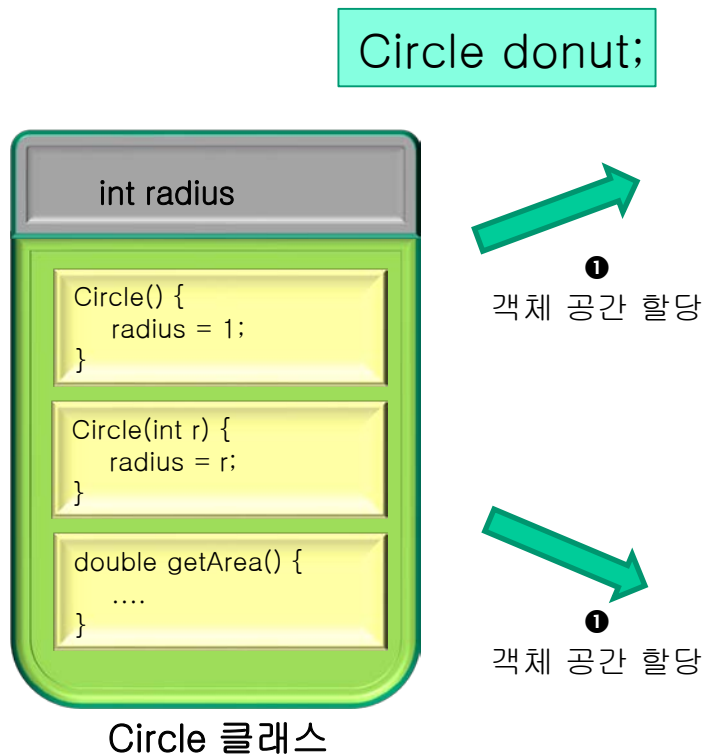 Circle donut;
int radius
Circle() {
radius = 1;
}
Circle(int r) {
radius = r;
}
double getArea() {
....
}
Circle 클래스
❶
객체 공간 할당
❶
객체 공간 할당